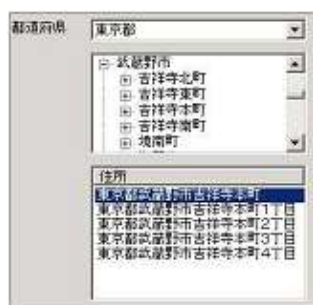 都道府県
東京都
武蔵野市
吉祥寺北町
吉祥寺東町
吉祥寺本町
吉祥寺南町
境南町
住所
東京都武蔵野市吉祥寺本町
東京都武蔵野市吉祥寺本町1丁目
東京都武蔵野市吉祥寺本町2丁目
東京都武蔵野市吉祥寺本町3丁目
東京都武蔵野市吉祥寺本町4丁目